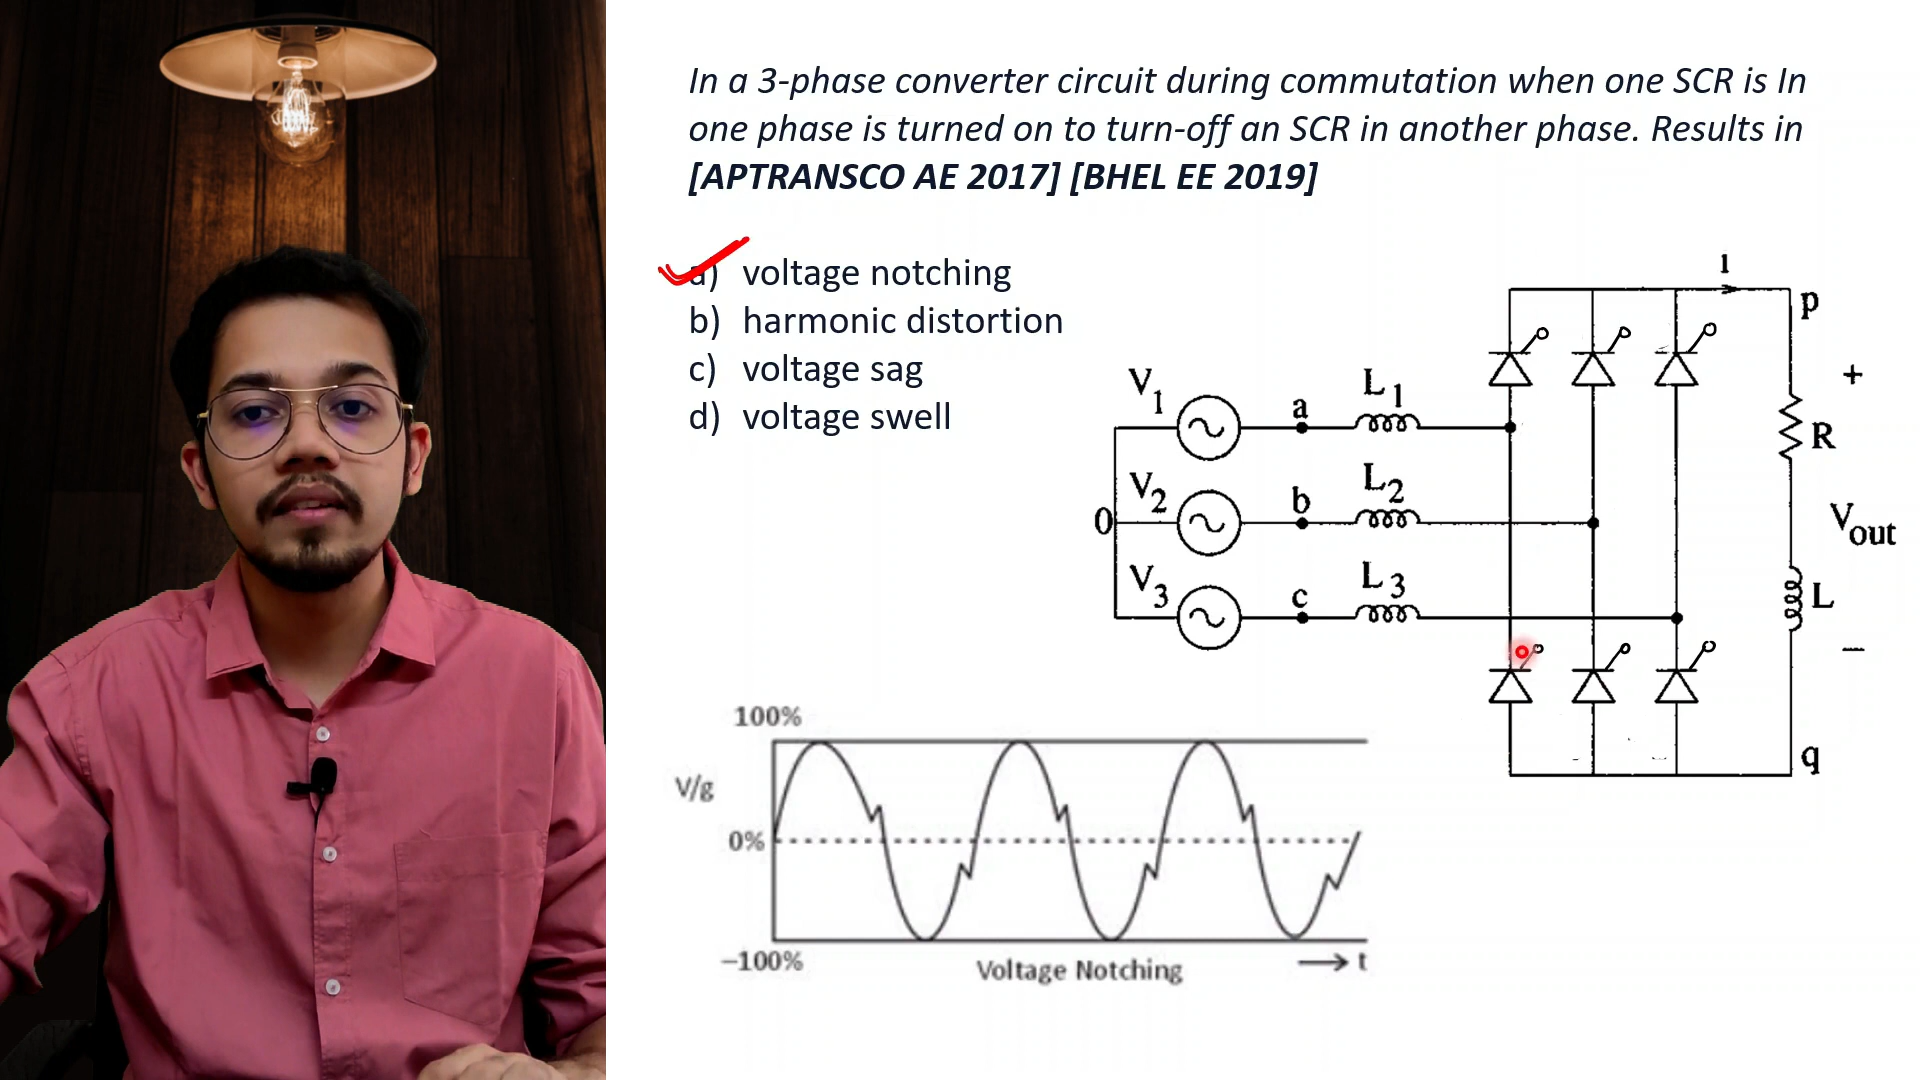 In a 3-phase converter circuit during commutation when one SCR is In
one phase is turned on to turn-off an SCR in another phase. Results in
[APTRANSCO AE 2017] [BHEL EE 2019]
a) voltage notching
b) harmonic distortion
c) voltage sag
d) voltage swell
I
p
V1
a
L1
+
R
V2
b
L2
0
Vout
V3
c
L3
L
−
q
100%
V/g
0%
−100%
Voltage Notching
t